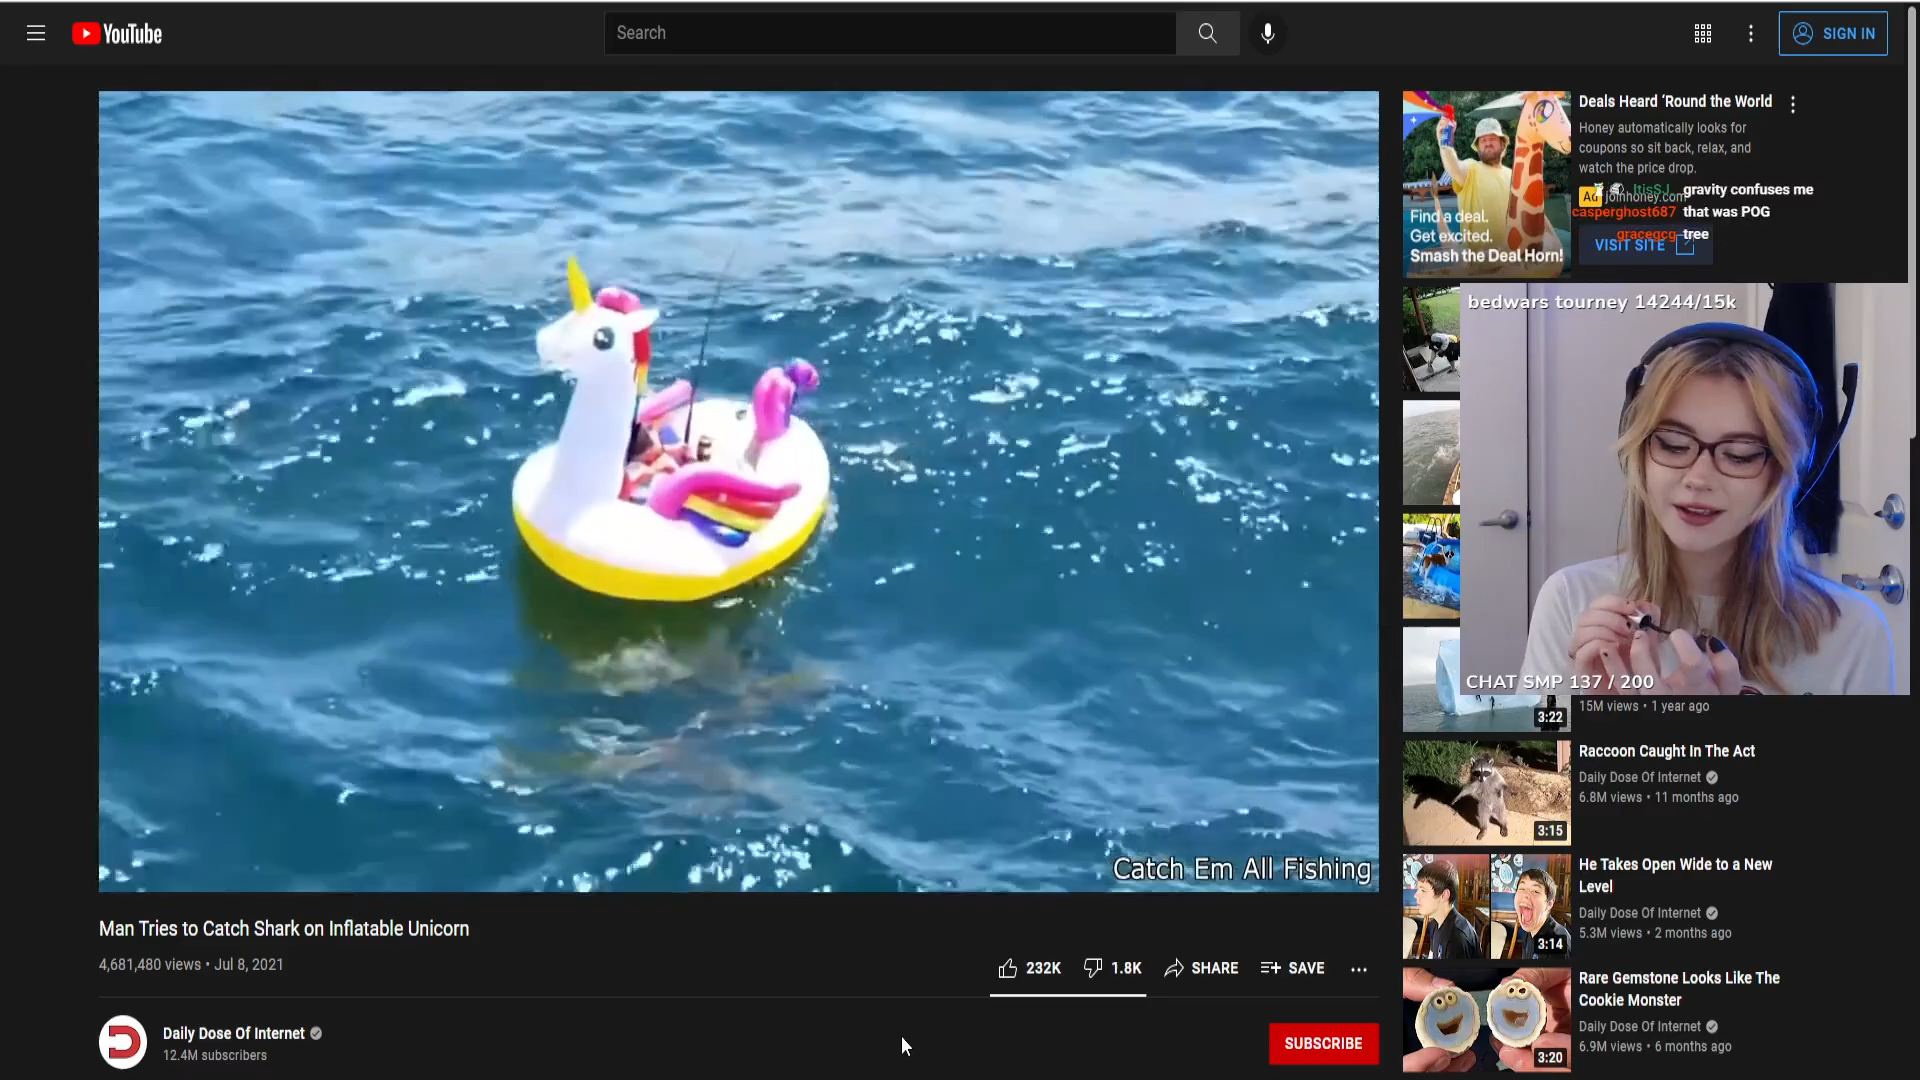 YouTube
Search
SIGN IN
Deals Heard ‘Round the World
Honey automatically looks for
coupons so sit back, relax, and
watch the price drop.
Ad joinhoney.com
ItisSJ_ gravity confuses me
casperghost687 that was POG
gracegcg tree
VISIT SITE
Find a deal.
Get excited.
Smash the Deal Horn!
bedwars tourney 14244/15k
CHAT SMP 137 / 200
3:22
15M views • 1 year ago
Raccoon Caught In The Act
Daily Dose Of Internet
6.8M views • 11 months ago
3:15
He Takes Open Wide to a New
Level
Daily Dose Of Internet
5.3M views • 2 months ago
3:14
Rare Gemstone Looks Like The
Cookie Monster
Daily Dose Of Internet
6.9M views • 6 months ago
3:20
Catch Em All Fishing
Man Tries to Catch Shark on Inflatable Unicorn
4,681,480 views • Jul 8, 2021
232K 1.8K SHARE SAVE
Daily Dose Of Internet
12.4M subscribers
SUBSCRIBE